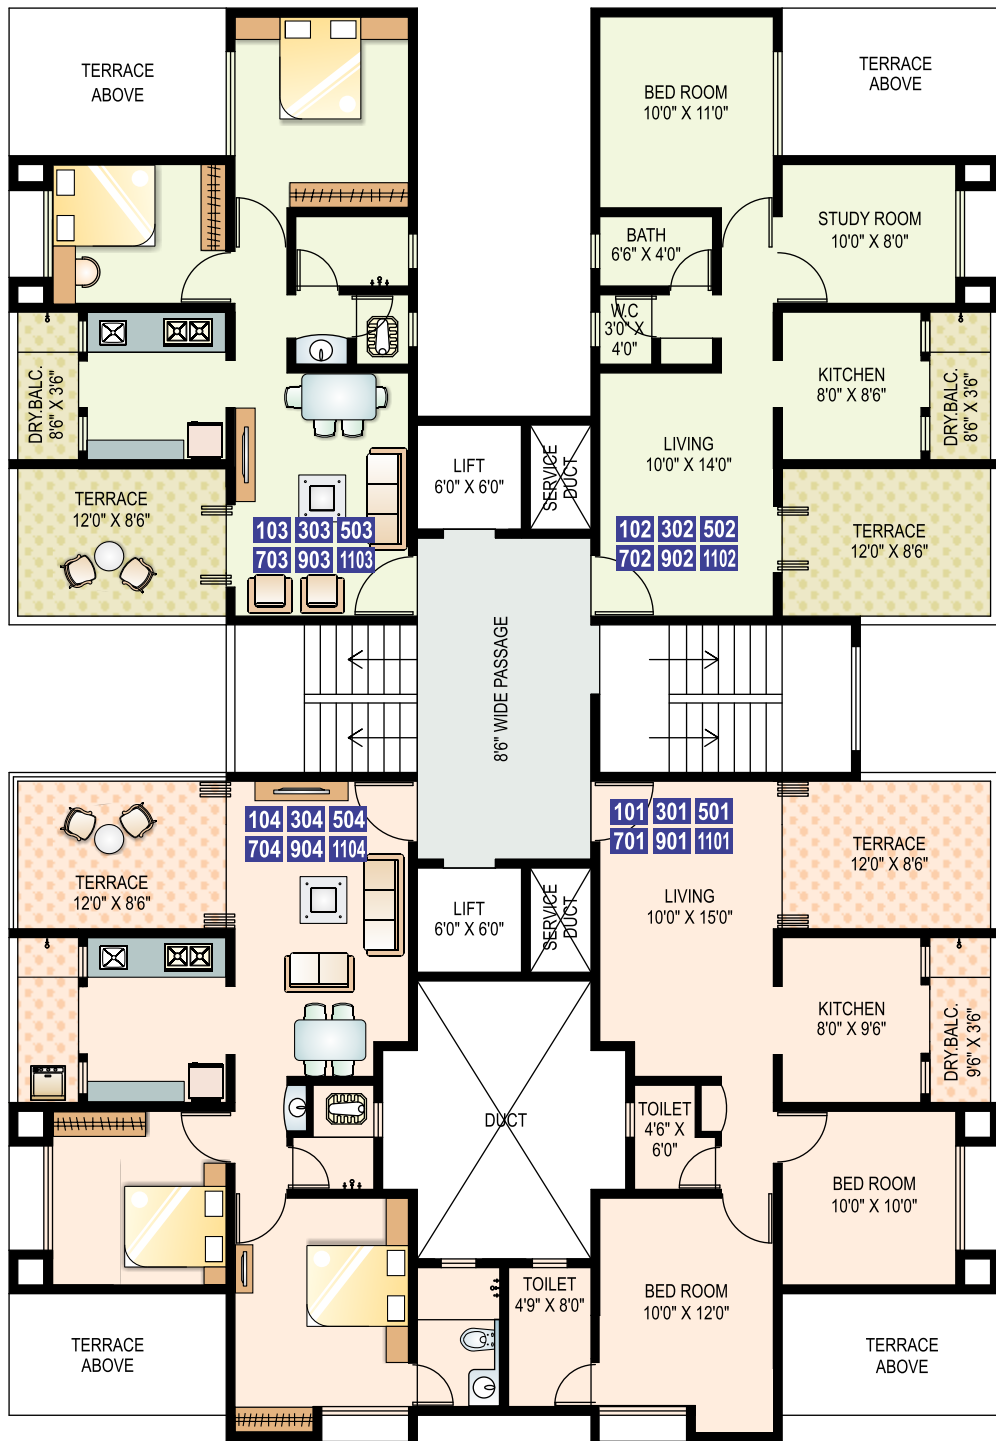 TERRACE
ABOVE
BED ROOM
10'0" X 11'0"
TERRACE
ABOVE
STUDY ROOM
10'0" X 8'0"
BATH
6'6" X 4'0"
W.C
3'0" X
4'0"
DRY.BALC.
8'6" X 3'6"
KITCHEN
8'0" X 8'6"
DRY.BALC.
8'6" X 3'6"
LIFT
6'0" X 6'0"
SERVICE
DUCT
LIVING
10'0" X 14'0"
TERRACE
12'0" X 8'6"
103 303 503
703 903 1103
102 302 502
702 902 1102
TERRACE
12'0" X 8'6"
8'6" WIDE PASSAGE
104 304 504
704 904 1104
101 301 501
701 901 1101
TERRACE
12'0" X 8'6"
TERRACE
12'0" X 8'6"
LIFT
6'0" X 6'0"
SERVICE
DUCT
LIVING
10'0" X 15'0"
KITCHEN
8'0" X 9'6"
DRY.BALC.
9'6" X 3'6"
DUCT
TOILET
4'6" X
6'0"
BED ROOM
10'0" X 10'0"
TOILET
4'9" X 8'0"
BED ROOM
10'0" X 12'0"
TERRACE
ABOVE
TERRACE
ABOVE